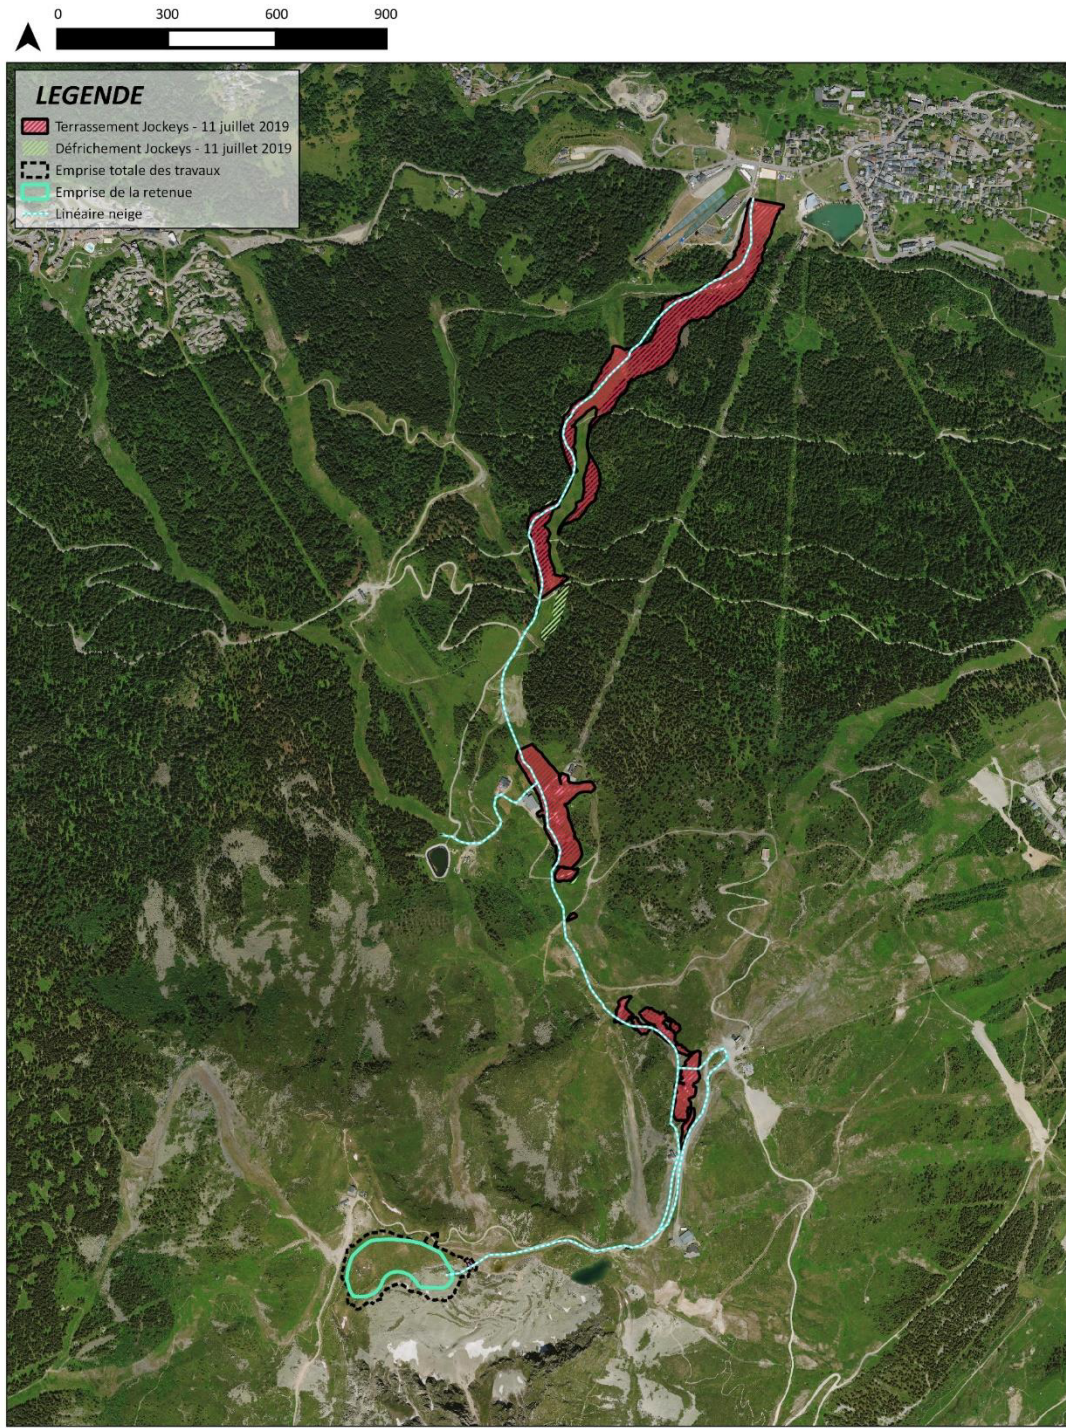 0 300 600 900
LEGENDE
Terrassement Jockeys - 11 juillet 2019
Défrichement Jockeys - 11 juillet 2019
Emprise totale des travaux
Emprise de la retenue
Linéaire neige